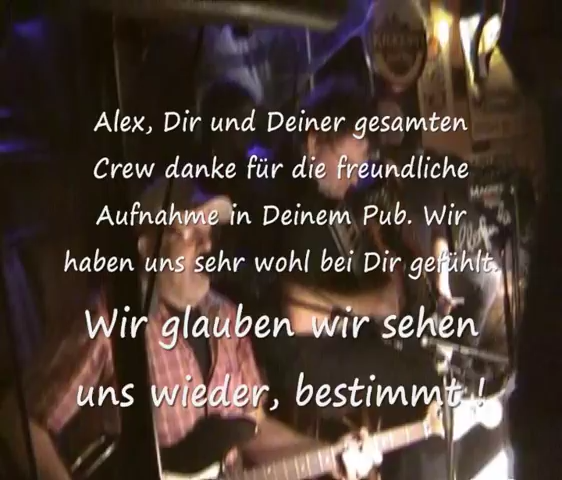 Alex, Dir und Deiner gesamten
Crew danke für die freundliche
Aufnahme in Deinem Pub. Wir
haben uns sehr wohl bei Dir gefühlt.
Wir glauben wir sehen
uns wieder, bestimmt !